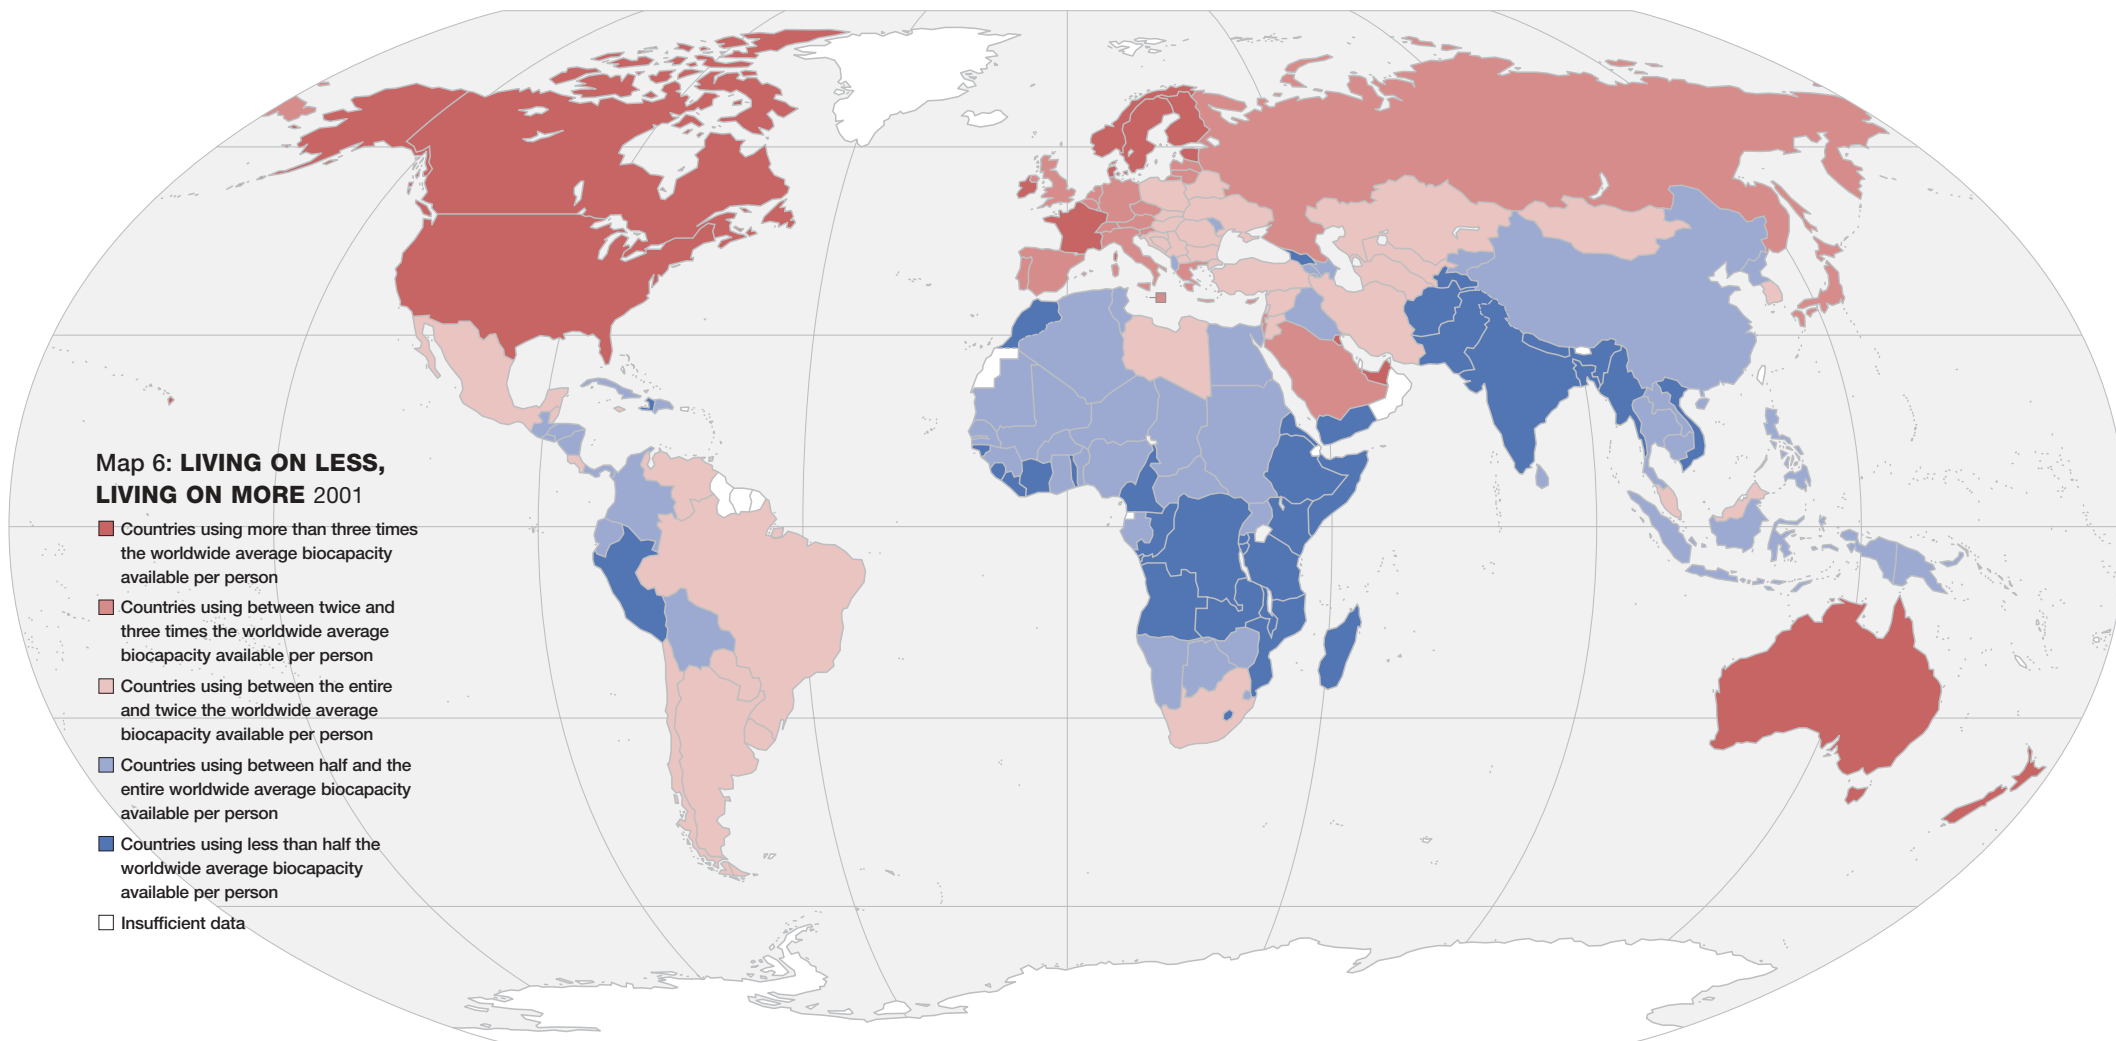 Map 6: LIVING ON LESS,
LIVING ON MORE 2001
Countries using more than three times
the worldwide average biocapacity
available per person
Countries using between twice and
three times the worldwide average
biocapacity available per person
Countries using between the entire
and twice the worldwide average
biocapacity available per person
Countries using between half and the
entire worldwide average biocapacity
available per person
Countries using less than half the
worldwide average biocapacity
available per person
Insufficient data